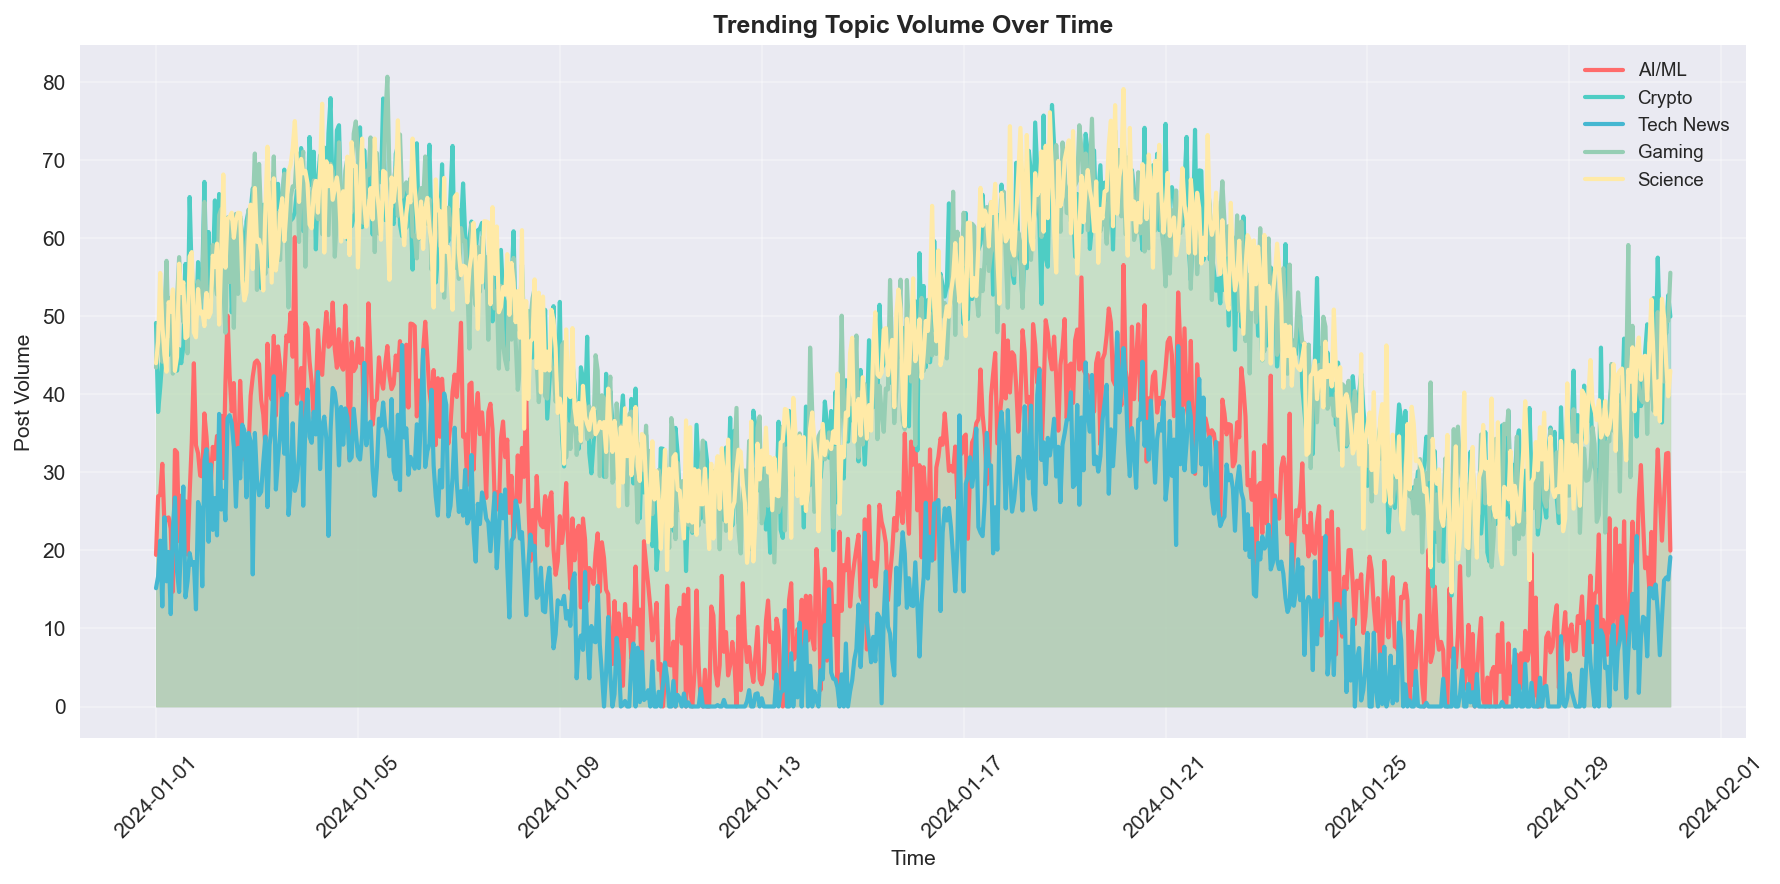 Trending Topic Volume Over Time
AI/ML
Crypto
Tech News
Gaming
Science
Post Volume
80
70
60
50
40
30
20
10
0
2024-01-01
2024-01-05
2024-01-09
2024-01-13
2024-01-17
2024-01-21
2024-01-25
2024-01-29
2024-02-01
Time